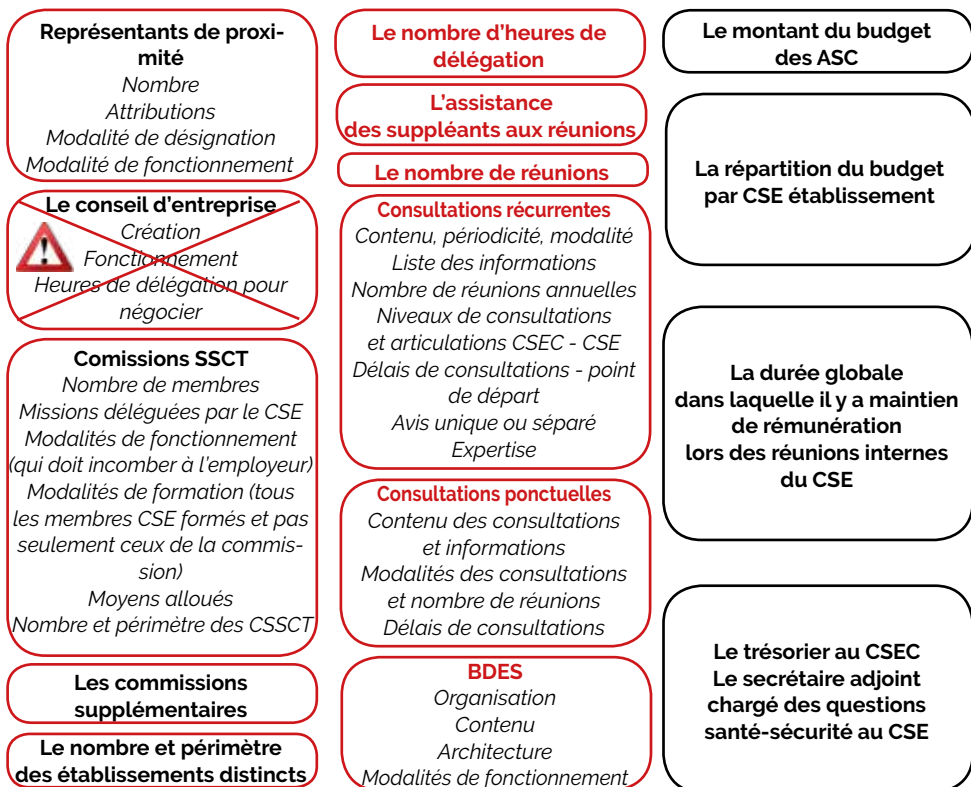 Représentants de proxi-
mité
Nombre
Attributions
Modalité de désignation
Modalité de fonctionnement
Le conseil d'entreprise
Création
Fonctionnement
Heures de délégation pour
négocier
Comissions SSCT
Nombre de membres
Missions déléguées par le CSE
Modalités de fonctionnement
(qui doit incomber à l'employeur)
Modalités de formation (tous
les membres CSE formés et pas
seulement ceux de la commis-
sion)
Moyens alloués
Nombre et périmètre des CSSCT
Les commissions
supplémentaires
Le nombre et périmètre
des établissements distincts
Le nombre d'heures de
délégation
L'assistance
des suppléants aux réunions
Le nombre de réunions
Consultations récurrentes
Contenu, périodicité, modalité
Liste des informations
Nombre de réunions annuelles
Niveaux de consultations
et articulations CSEC - CSE
Délais de consultations - point
de départ
Avis unique ou séparé
Expertise
Consultations ponctuelles
Contenu des consultations
et informations
Modalités des consultations
et nombre de réunions
Délais de consultations
BDES
Organisation
Contenu
Architecture
Modalités de fonctionnement
Le montant du budget
des ASC
La répartition du budget
par CSE établissement
La durée globale
dans laquelle il y a maintien
de rémunération
lors des réunions internes
du CSE
Le trésorier au CSEC
Le secrétaire adjoint
chargé des questions
santé-sécurité au CSE